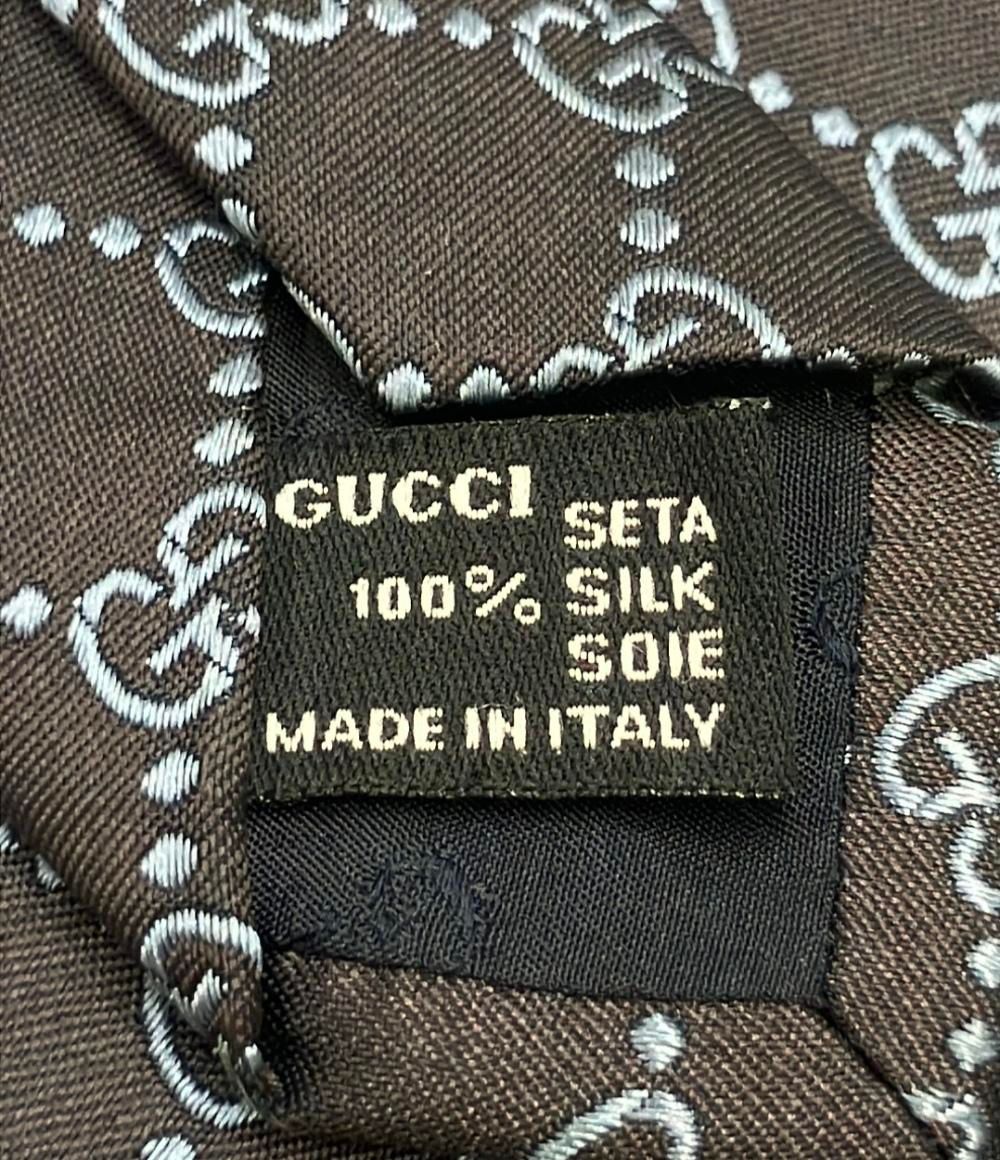 GUCCI
SETA
100% SILK
SOIE
MADE IN ITALY